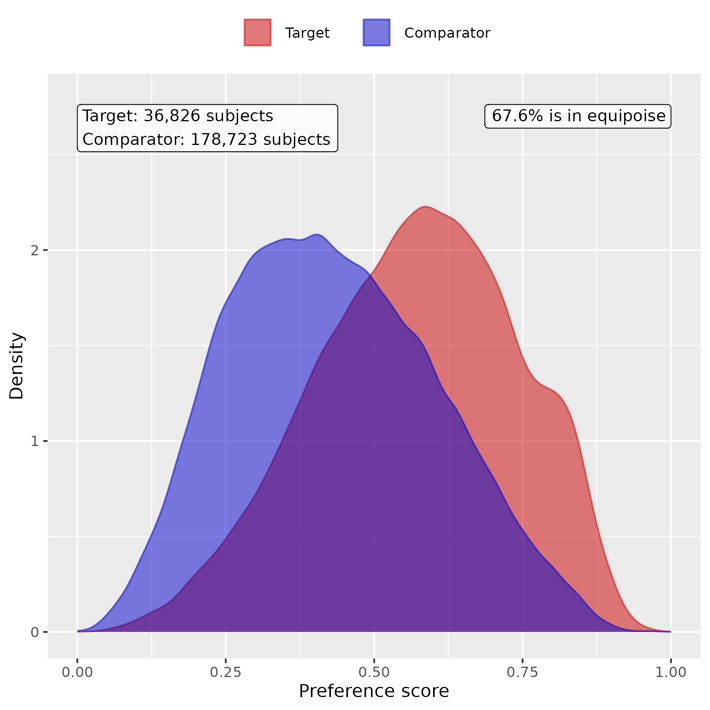 Target Comparator
Target: 36,826 subjects
Comparator: 178,723 subjects
67.6% is in equipoise
Density
2
1
0
0.00 0.25 0.50 0.75 1.00
Preference score